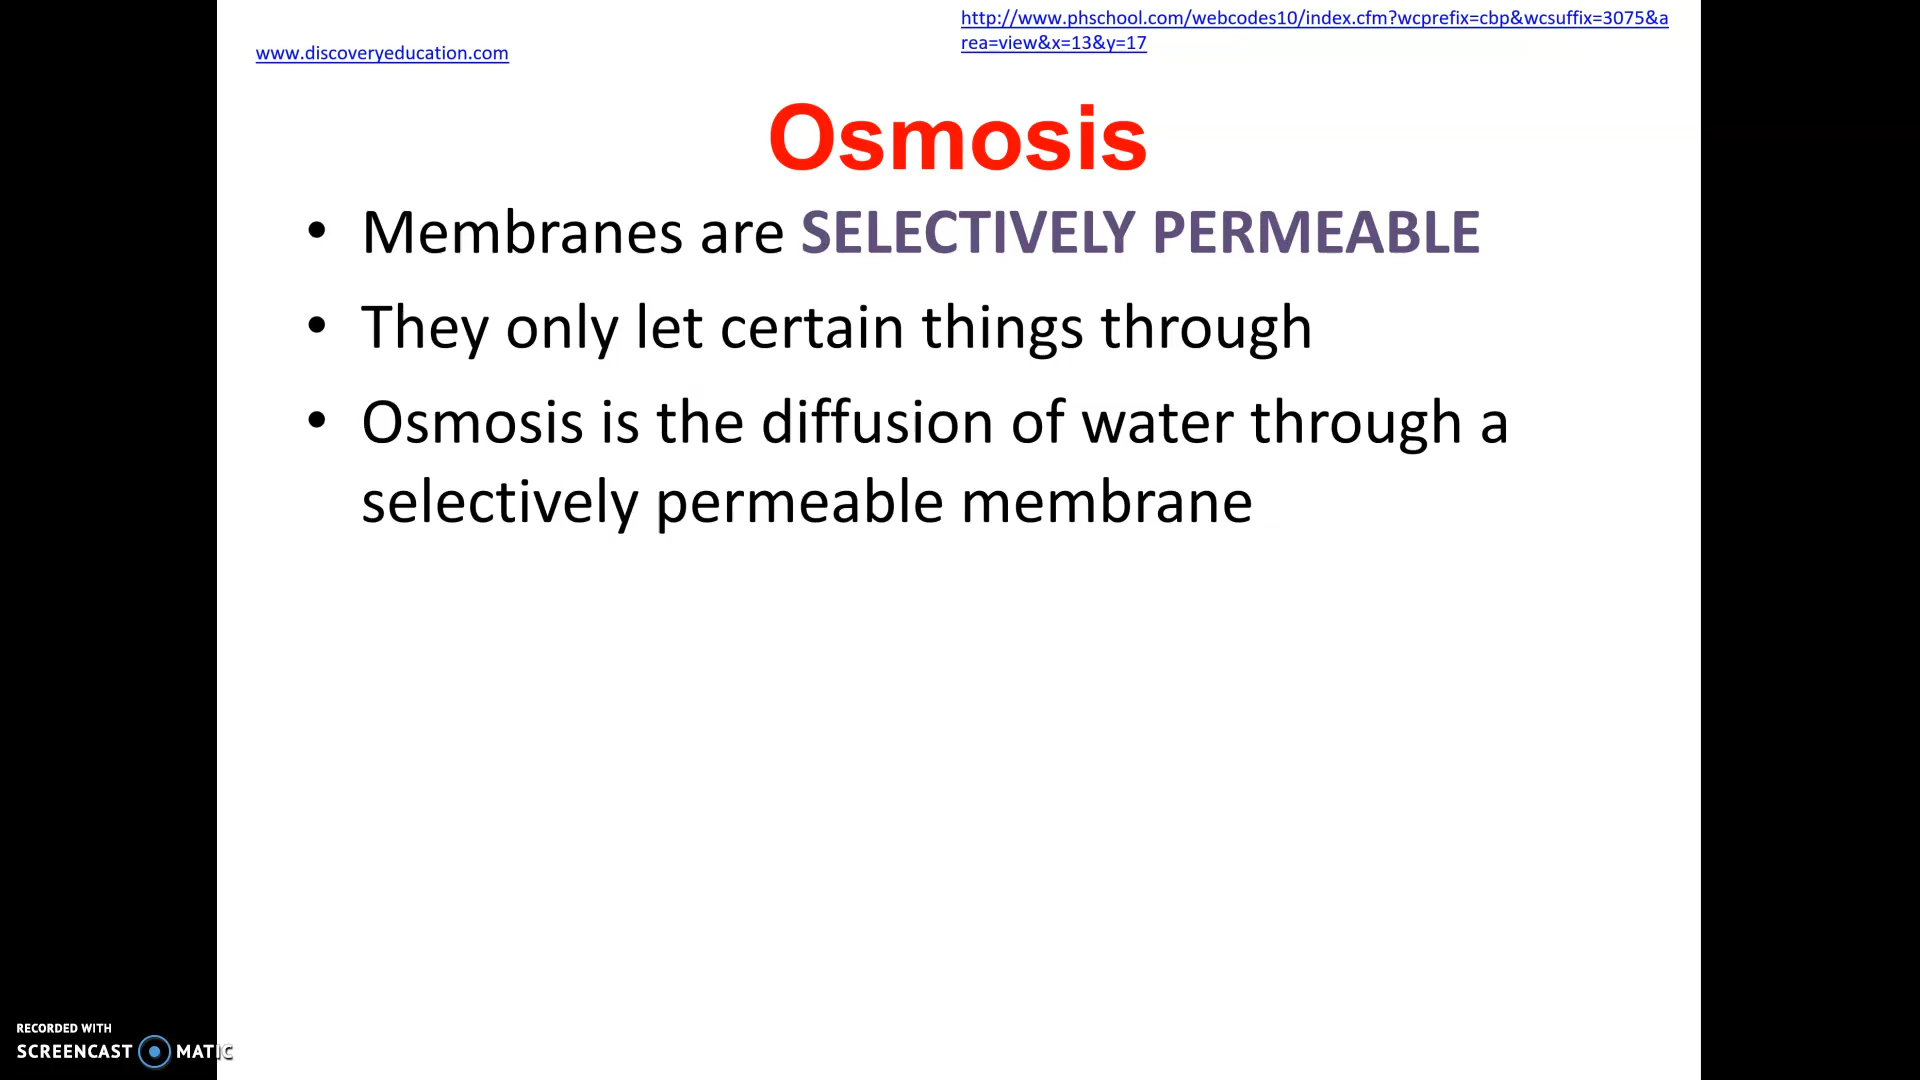 www.discoveryeducation.com
http://www.phschool.com/webcodes10/index.cfm?wcprefix=cbp&wcsuffix=3075&a
rea=view&x=13&y=17
Osmosis
• Membranes are SELECTIVELY PERMEABLE
• They only let certain things through
• Osmosis is the diffusion of water through a
selectively permeable membrane
RECORDED WITH
SCREENCAST MATIC